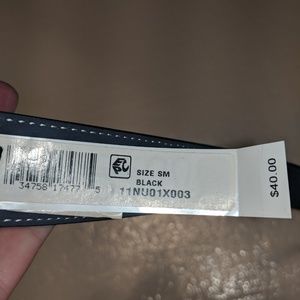 SIZE SM
BLACK
11NU01X003
34758 17477 5
$40.00